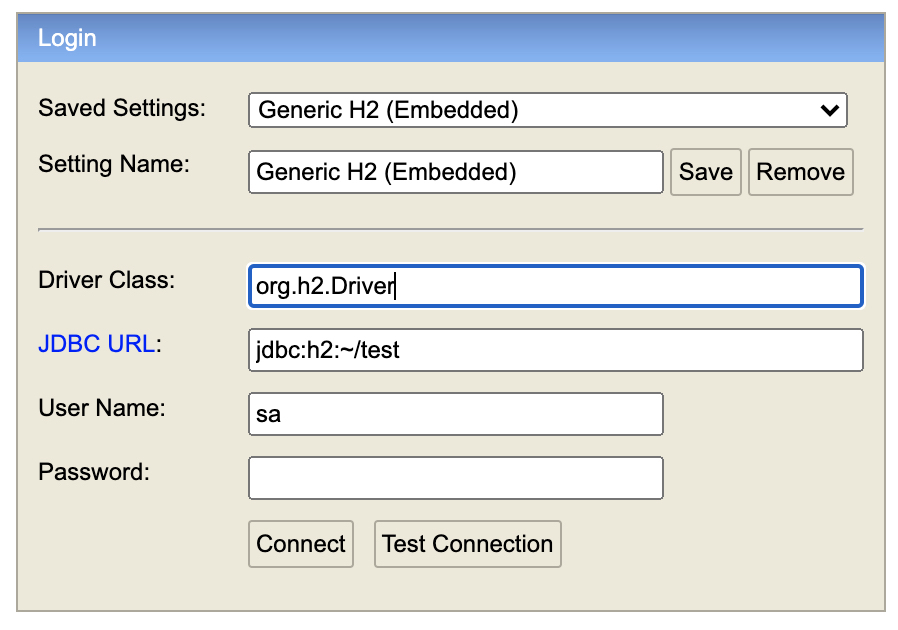 Login
Saved Settings: Generic H2 (Embedded)
Setting Name: Generic H2 (Embedded) Save Remove
Driver Class: org.h2.Driver
JDBC URL: jdbc:h2:~/test
User Name: sa
Password:
Connect Test Connection